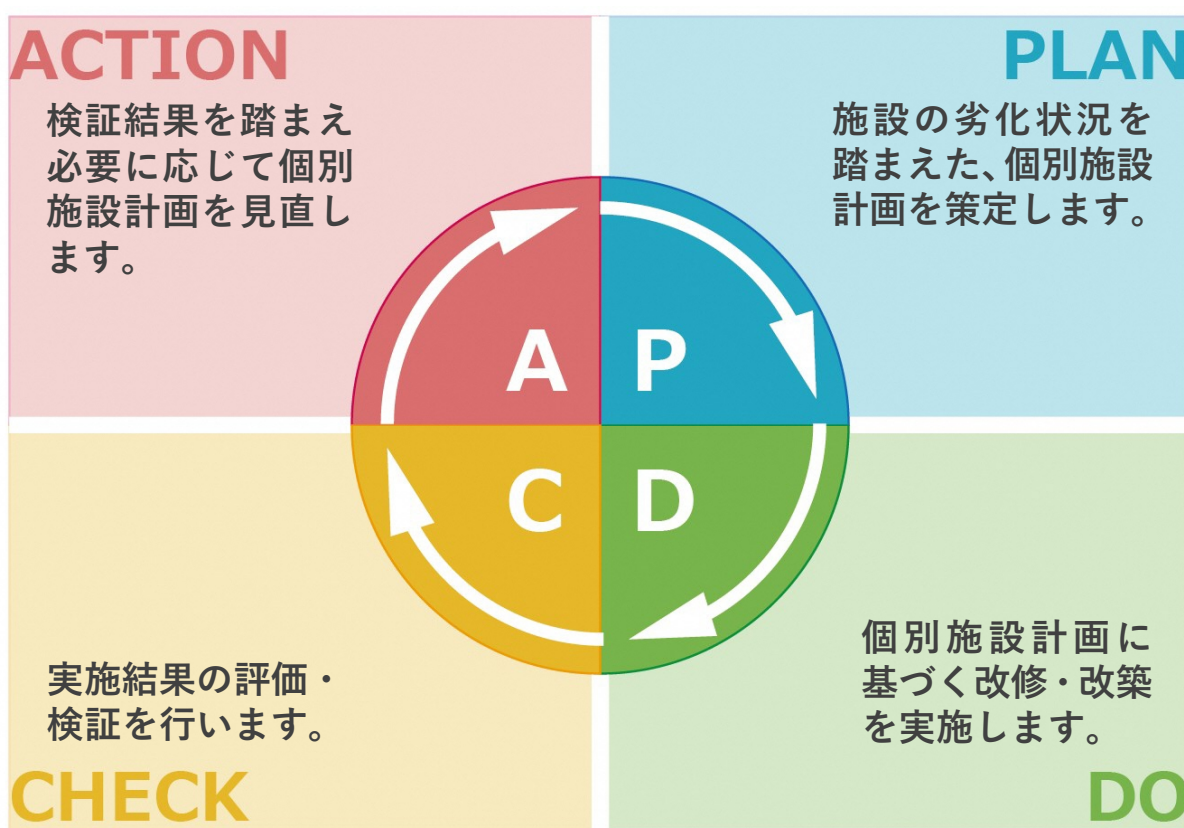 ACTION
検証結果を踏まえ
必要に応じて個別
施設計画を見直し
ます。
PLAN
施設の劣化状況を
踏まえた、個別施設
計画を策定します。
A
P
C
D
実施結果の評価・
検証を行います。
CHECK
個別施設計画に
基づく改修・改築
を実施します。
DO